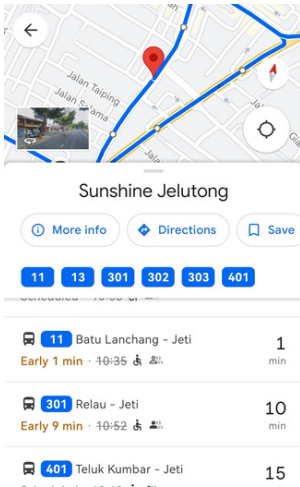 Jalan Taiping
Jalan Salama
Sunshine Jelutong
More info
Directions
Save
11 13 301 302 303 401
11 Batu Lanchang - Jeti 1
Early 1 min · 10:35 min
301 Relau - Jeti 10
Early 9 min · 10:52 min
401 Teluk Kumbar - Jeti 15